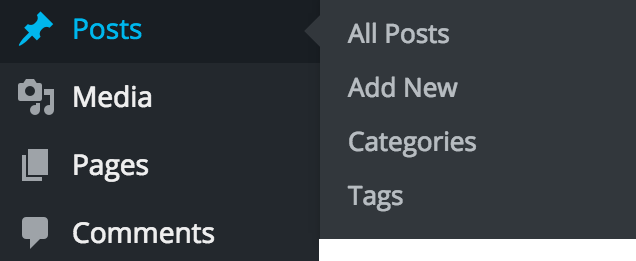 Posts
Media
Pages
Comments
All Posts
Add New
Categories
Tags